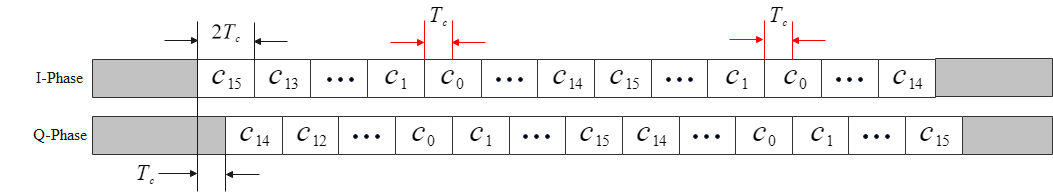 T_c T_c
2T_c
I-Phase c_15 c_13 ••• c_1 c_0 ••• c_14 c_15 ••• c_1 c_0 ••• c_14
Q-Phase c_14 c_12 ••• c_0 c_1 ••• c_15 c_14 ••• c_0 c_1 ••• c_15
T_c